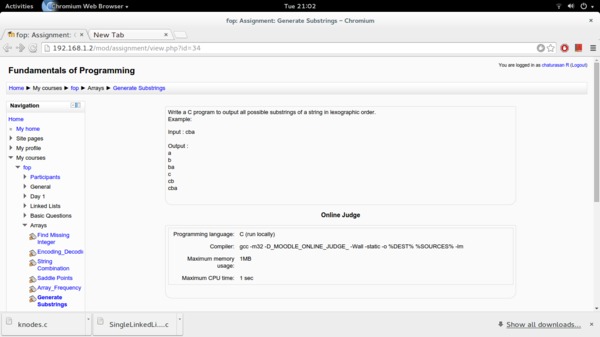 Activities
Chromium Web Browser
Tue 21:02
fop: Assignment: Generate Substrings – Chromium
fop: Assignment:
New Tab
192.168.1.2/mod/assignment/view.php?id=34
You are logged in as chaturasan R (Logout)
Fundamentals of Programming
Home ► My courses ► fop ► Arrays ► Generate Substrings
Navigation
Home
My home
Site pages
My profile
My courses
fop
Participants
General
Day 1
Linked Lists
Basic Questions
Arrays
Find Missing
Integer
Encoding_Decodi
String
Combination
Saddle Points
Array_Frequency
Generate
Substrings
Write a C program to output all possible substrings of a string in lexographic order.
Example:
Input : cba
Output :
a
b
ba
c
cb
cba
Online Judge
Programming language: C (run locally)
Compiler: gcc -m32 -D_MOODLE_ONLINE_JUDGE_ -Wall -static -o %DEST% %SOURCES% -lm
Maximum memory
usage: 1MB
Maximum CPU time: 1 sec
knodes.c
SingleLinkedLi....c
Show all downloads...